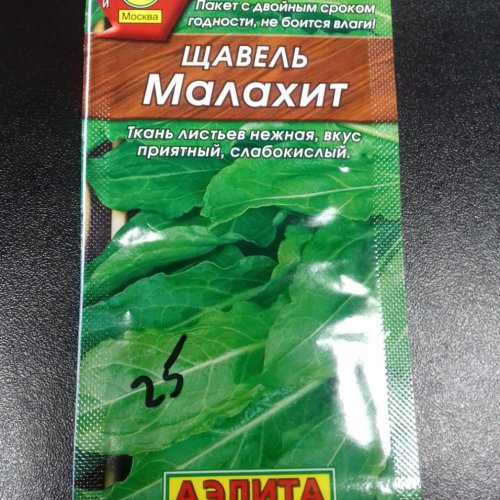 Пакет с двойным сроком
годности, не боится влаги!
и
Москва
ЩАВЕЛЬ
Малахит
Ткань листьев нежная, вкус
приятный, слабокислый.
25
АЭЛИТА